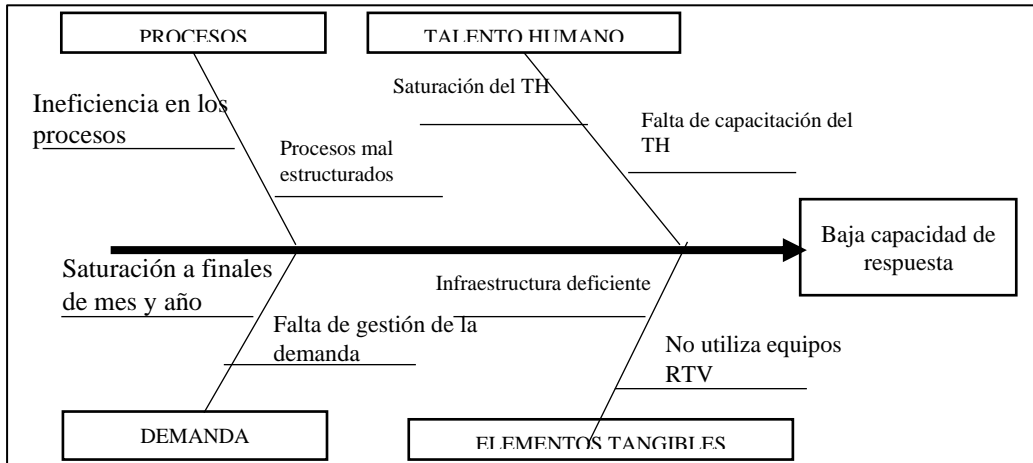 PROCESOS
TALENTO HUMANO
Ineficiencia en los
procesos
Procesos mal
estructurados
Saturación del TH
Falta de capacitación del
TH
Baja capacidad de
respuesta
Saturación a finales
de mes y año
Falta de gestión de la
demanda
Infraestructura deficiente
No utiliza equipos
RTV
DEMANDA
ELEMENTOS TANGIBLES